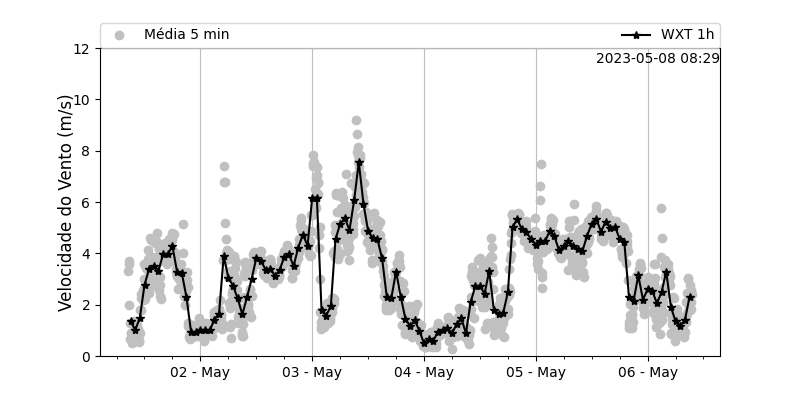 Média 5 min
WXT 1h
2023-05-08 08:29
Velocidade do Vento (m/s)
12
10
8
6
4
2
0
02 - May
03 - May
04 - May
05 - May
06 - May